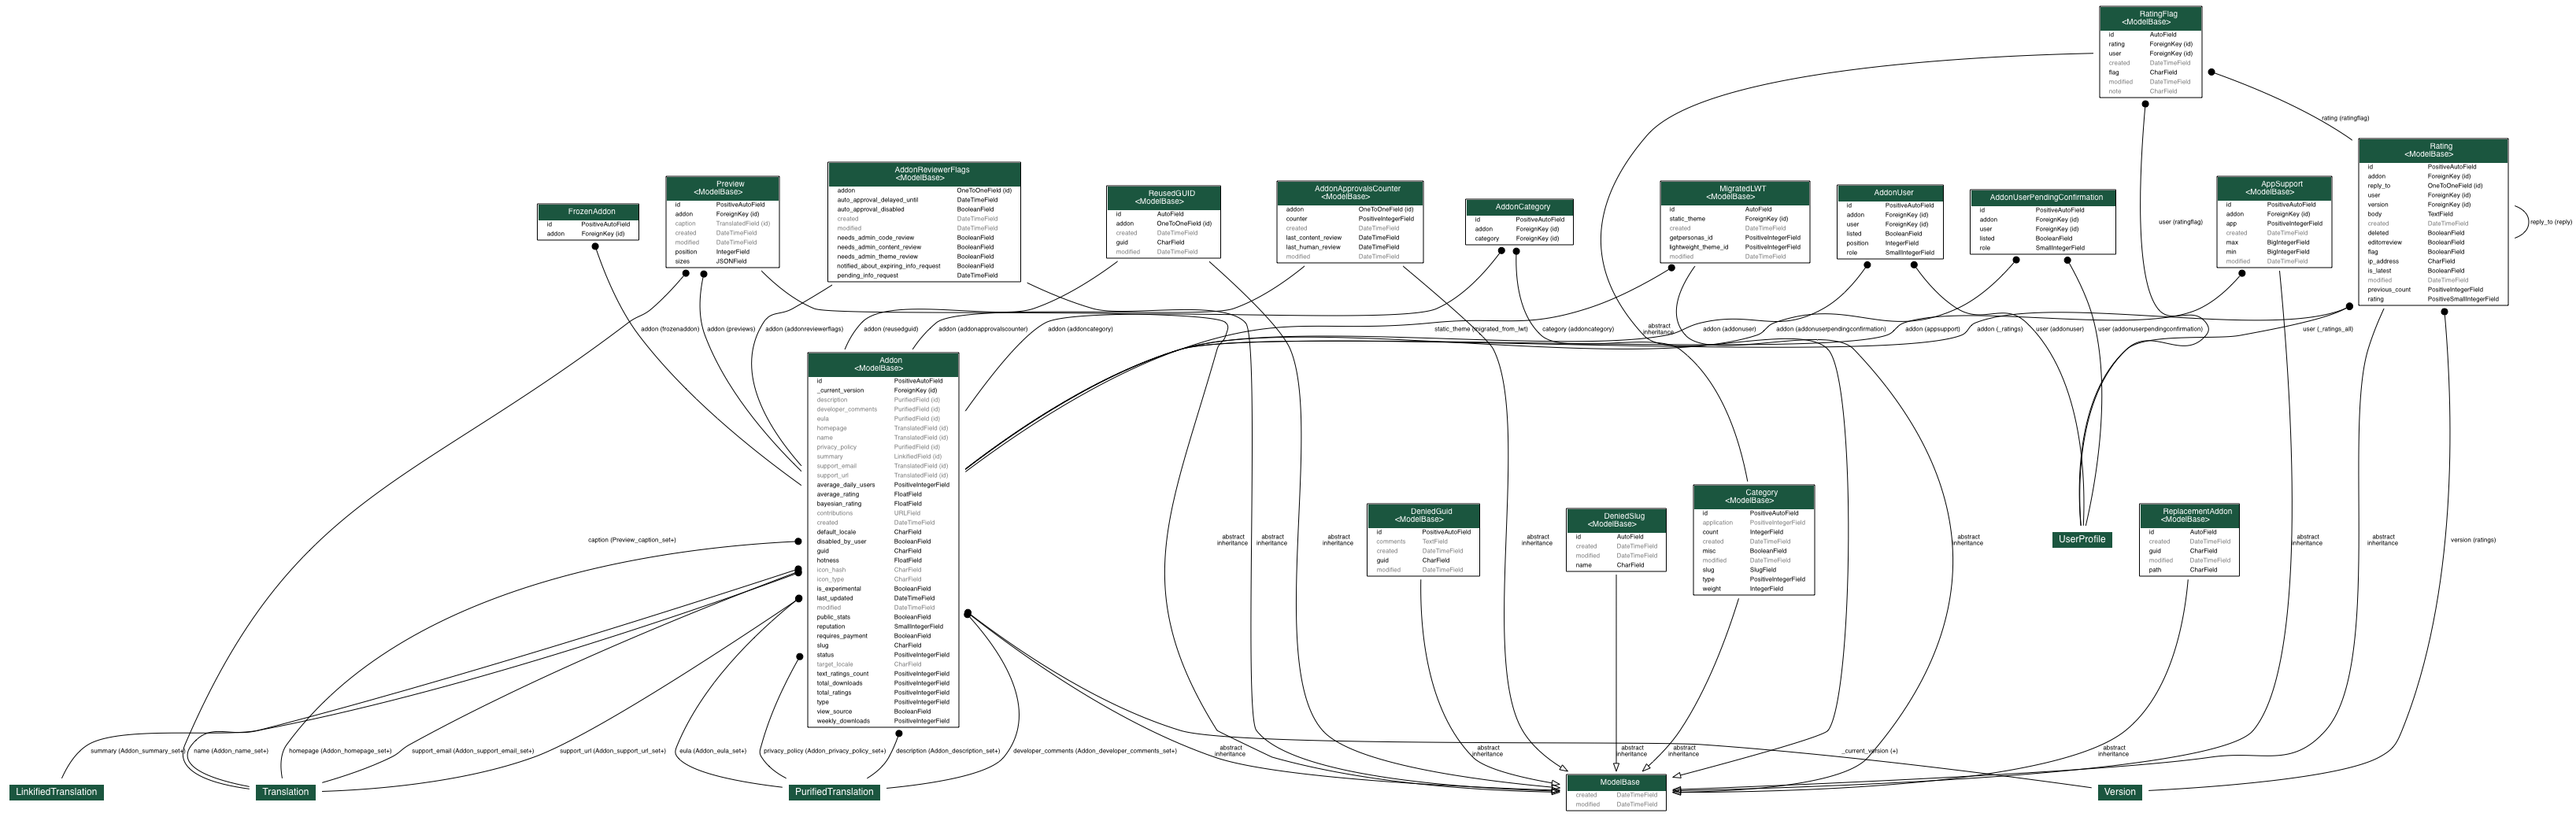 RatingFlag
<ModelBase>
id AutoField
rating ForeignKey (id)
user ForeignKey (id)
created DateTimeField
flag CharField
modified DateTimeField
note CharField
rating (ratingflag)
FrozenAddon
id PositiveAutoField
addon ForeignKey (id)
Preview
<ModelBase>
id PositiveAutoField
addon ForeignKey (id)
caption TranslatedField (id)
created DateTimeField
modified DateTimeField
position IntegerField
sizes JSONField
AddonReviewerFlags
<ModelBase>
addon OneToOneField (id)
auto_approval_delayed_until DateTimeField
auto_approval_disabled BooleanField
created DateTimeField
modified DateTimeField
needs_admin_code_review BooleanField
needs_admin_content_review BooleanField
needs_admin_theme_review BooleanField
notified_about_expiring_info_request BooleanField
pending_info_request DateTimeField
ReusedGUID
<ModelBase>
id AutoField
addon OneToOneField (id)
created DateTimeField
guid CharField
modified DateTimeField
AddonApprovalsCounter
<ModelBase>
addon OneToOneField (id)
counter PositiveIntegerField
created DateTimeField
last_content_review DateTimeField
last_human_review DateTimeField
modified DateTimeField
AddonCategory
id PositiveAutoField
addon ForeignKey (id)
category ForeignKey (id)
MigratedLWT
<ModelBase>
id AutoField
static_theme ForeignKey (id)
created DateTimeField
getpersonas_id PositiveIntegerField
lightweight_theme_id PositiveIntegerField
modified DateTimeField
AddonUser
<ModelBase>
id PositiveAutoField
addon ForeignKey (id)
user ForeignKey (id)
listed BooleanField
position IntegerField
role SmallIntegerField
AddonUserPendingConfirmation
<ModelBase>
id PositiveAutoField
addon ForeignKey (id)
user ForeignKey (id)
listed BooleanField
role SmallIntegerField
user (ratingflag)
AppSupport
<ModelBase>
id PositiveAutoField
addon ForeignKey (id)
app PositiveIntegerField
created DateTimeField
max BigIntegerField
min BigIntegerField
modified DateTimeField
Rating
<ModelBase>
id PositiveAutoField
addon ForeignKey (id)
reply_to OneToOneField (id)
user ForeignKey (id)
version ForeignKey (id)
body TextField
created DateTimeField
deleted BooleanField
editorreview BooleanField
flag BooleanField
ip_address CharField
is_latest BooleanField
modified DateTimeField
previous_count PositiveIntegerField
rating PositiveSmallIntegerField
reply_to (reply)
addon (frozenaddon)
addon (previews)
addon (addonreviewerflags)
addon (reusedguid)
addon (addonapprovalscounter)
addon (addoncategory)
static_theme (migrated_from_lwt)
category (addoncategory)
abstract
inheritance
addon (addonuser)
addon (addonuserpendingconfirmation)
addon (appsupport)
addon (_ratings)
user (addonuser)
user (addonuserpendingconfirmation)
user (_ratings_all)
Addon
<ModelBase>
id PositiveAutoField
_current_version ForeignKey (id)
description PurifiedField (id)
developer_comments PurifiedField (id)
eula PurifiedField (id)
homepage TranslatedField (id)
name TranslatedField (id)
privacy_policy PurifiedField (id)
summary LinkifiedField (id)
support_email TranslatedField (id)
support_url TranslatedField (id)
average_daily_users PositiveIntegerField
average_rating FloatField
bayesian_rating FloatField
contributions URLField
created DateTimeField
default_locale CharField
disabled_by_user BooleanField
guid CharField
hotness FloatField
icon_hash CharField
icon_type CharField
is_experimental BooleanField
last_updated DateTimeField
modified DateTimeField
public_stats BooleanField
reputation SmallIntegerField
requires_payment BooleanField
slug CharField
status PositiveIntegerField
target_locale CharField
text_ratings_count PositiveIntegerField
total_downloads PositiveIntegerField
total_ratings PositiveIntegerField
type PositiveIntegerField
view_source BooleanField
weekly_downloads PositiveIntegerField
caption (Preview_caption_set+)
abstract
inheritance
abstract
inheritance
abstract
inheritance
DeniedGuid
<ModelBase>
id PositiveAutoField
comments TextField
created DateTimeField
guid CharField
modified DateTimeField
abstract
inheritance
DeniedSlug
<ModelBase>
id AutoField
created DateTimeField
modified DateTimeField
name CharField
Category
<ModelBase>
id PositiveAutoField
application PositiveIntegerField
count IntegerField
created DateTimeField
misc BooleanField
modified DateTimeField
slug SlugField
type PositiveIntegerField
weight IntegerField
abstract
inheritance
UserProfile
ReplacementAddon
<ModelBase>
id AutoField
created DateTimeField
guid CharField
modified DateTimeField
path CharField
abstract
inheritance
abstract
inheritance
version (ratings)
summary (Addon_summary_set+)
name (Addon_name_set+)
homepage (Addon_homepage_set+)
support_email (Addon_support_email_set+)
support_url (Addon_support_url_set+)
eula (Addon_eula_set+)
privacy_policy (Addon_privacy_policy_set+)
description (Addon_description_set+)
developer_comments (Addon_developer_comments_set+)
abstract
inheritance
abstract
inheritance
abstract
inheritance
abstract
inheritance
_current_version (+)
abstract
inheritance
LinkifiedTranslation
Translation
PurifiedTranslation
ModelBase
created DateTimeField
modified DateTimeField
Version